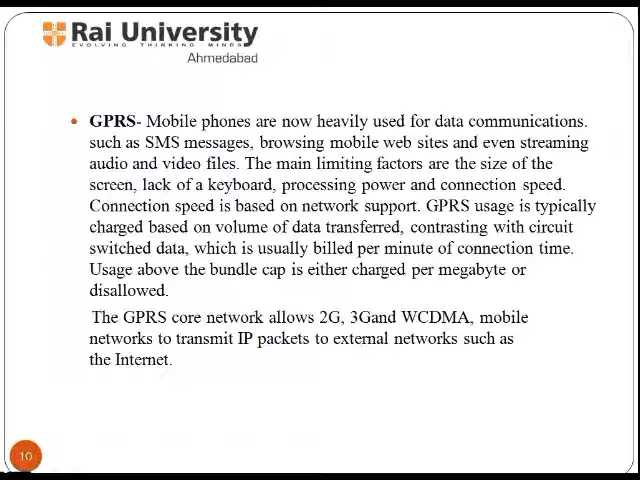 Rai University
EVOLVING THINKING MINDS
Ahmedabad
• GPRS- Mobile phones are now heavily used for data communications.
such as SMS messages, browsing mobile web sites and even streaming
audio and video files. The main limiting factors are the size of the
screen, lack of a keyboard, processing power and connection speed.
Connection speed is based on network support. GPRS usage is typically
charged based on volume of data transferred, contrasting with circuit
switched data, which is usually billed per minute of connection time.
Usage above the bundle cap is either charged per megabyte or
disallowed.
The GPRS core network allows 2G, 3Gand WCDMA, mobile
networks to transmit IP packets to external networks such as
the Internet.
10